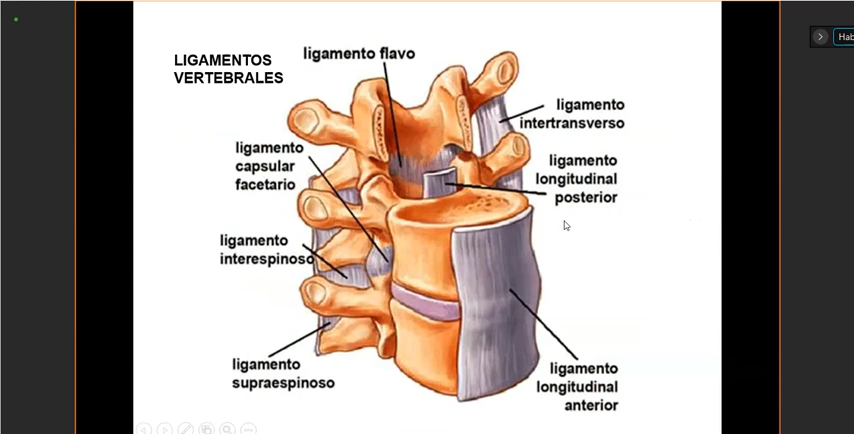 LIGAMENTOS
VERTEBRALES
ligamento flavo
ligamento
intertransverso
ligamento
capsular
facetario
ligamento
longitudinal
posterior
ligamento
interespinoso
ligamento
supraespinoso
ligamento
longitudinal
anterior
Hab